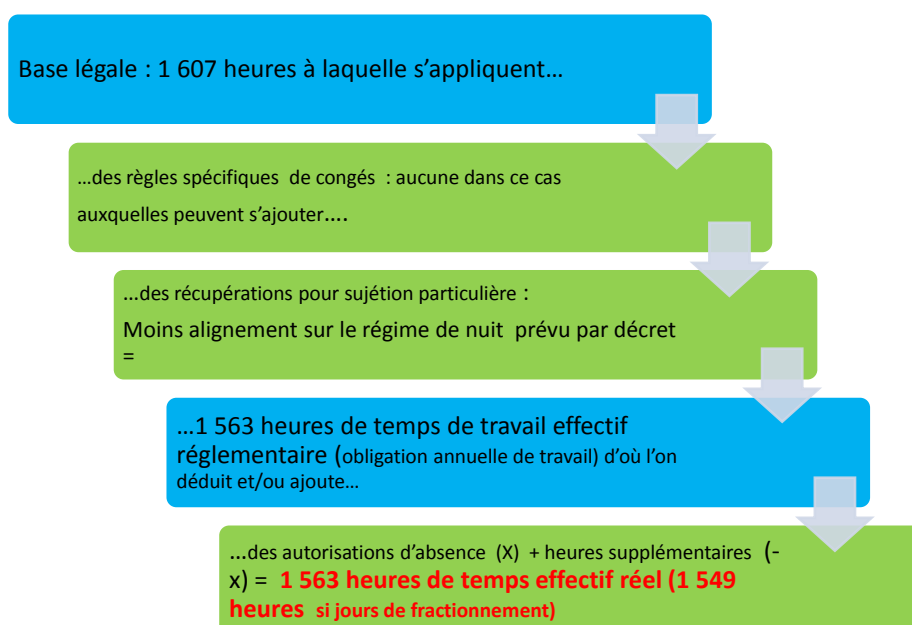 Base légale : 1 607 heures à laquelle s’appliquent…
…des règles spécifiques de congés : aucune dans ce cas
auxquelles peuvent s’ajouter….
…des récupérations pour sujétion particulière :
Moins alignement sur le régime de nuit prévu par décret
=
…1 563 heures de temps de travail effectif
réglementaire (obligation annuelle de travail) d’où l’on
déduit et/ou ajoute…
…des autorisations d’absence (X) + heures supplémentaires (-
x) = 1 563 heures de temps effectif réel (1 549
heures si jours de fractionnement)